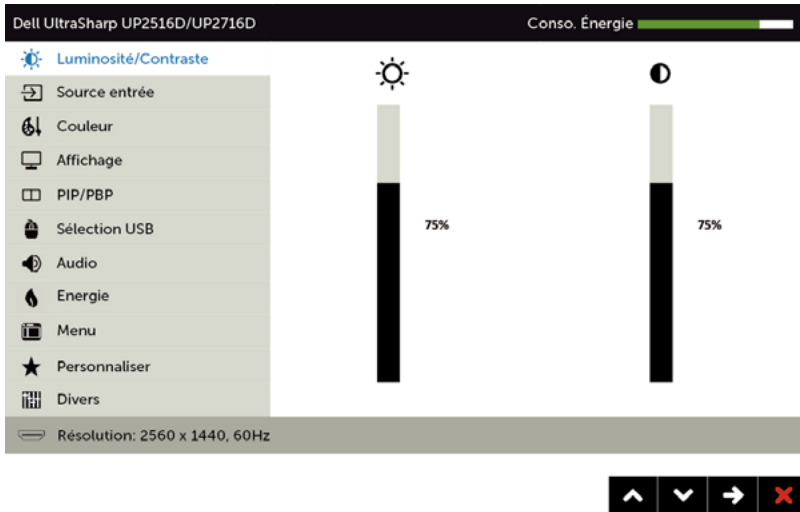 Dell UltraSharp UP2516D/UP2716D
Conso. Énergie
Luminosité/Contraste
Source entrée
Couleur
Affichage
PIP/PBP
Sélection USB
Audio
Energie
Menu
Personnaliser
Divers
75%
75%
Résolution: 2560 x 1440, 60Hz